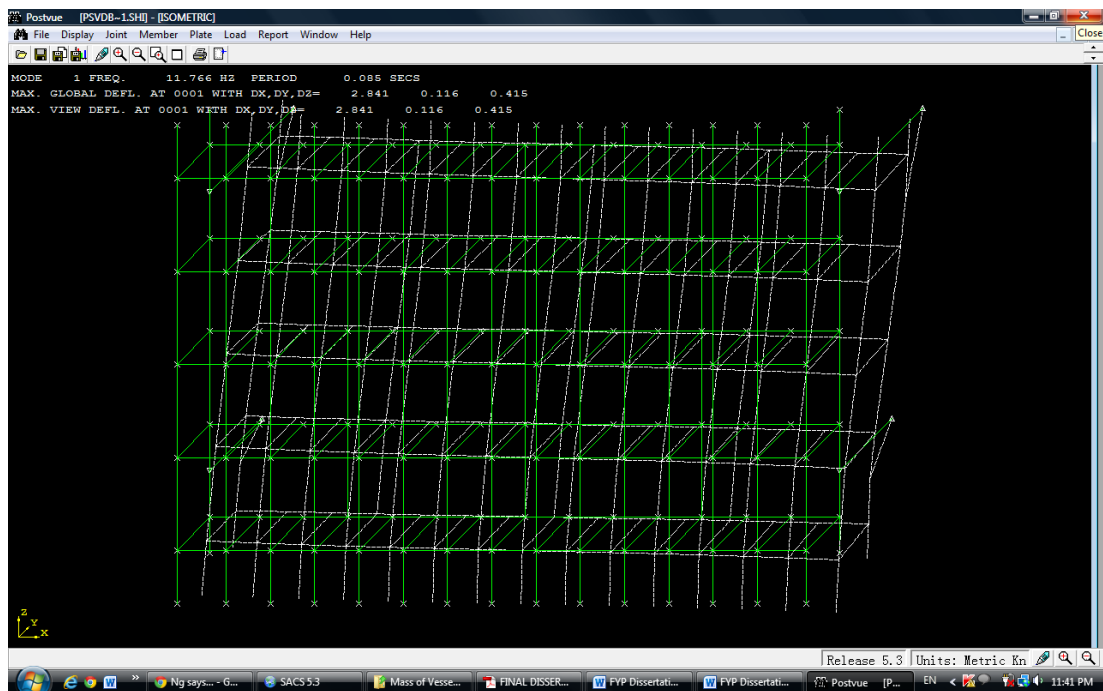 Postvue [PSVDB~1.SHI] - [ISOMETRIC]
Close
File Display Joint Member Plate Load Report Window Help
MODE 1 FREQ. 11.766 HZ PERIOD 0.085 SECS
MAX. GLOBAL DEFL. AT 0001 WITH DX,DY,DZ= 2.841 0.116 0.415
MAX. VIEW DEFL. AT 0001 WITH DX,DY,DZ= 2.841 0.116 0.415
Z
Y
X
Release 5.3 Units: Metric Kn
Ng says... - G... SACS 5.3 Mass of Vesse... FINAL DISSER... FYP Dissertati... FYP Dissertati... Postvue [P... EN 11:41 PM